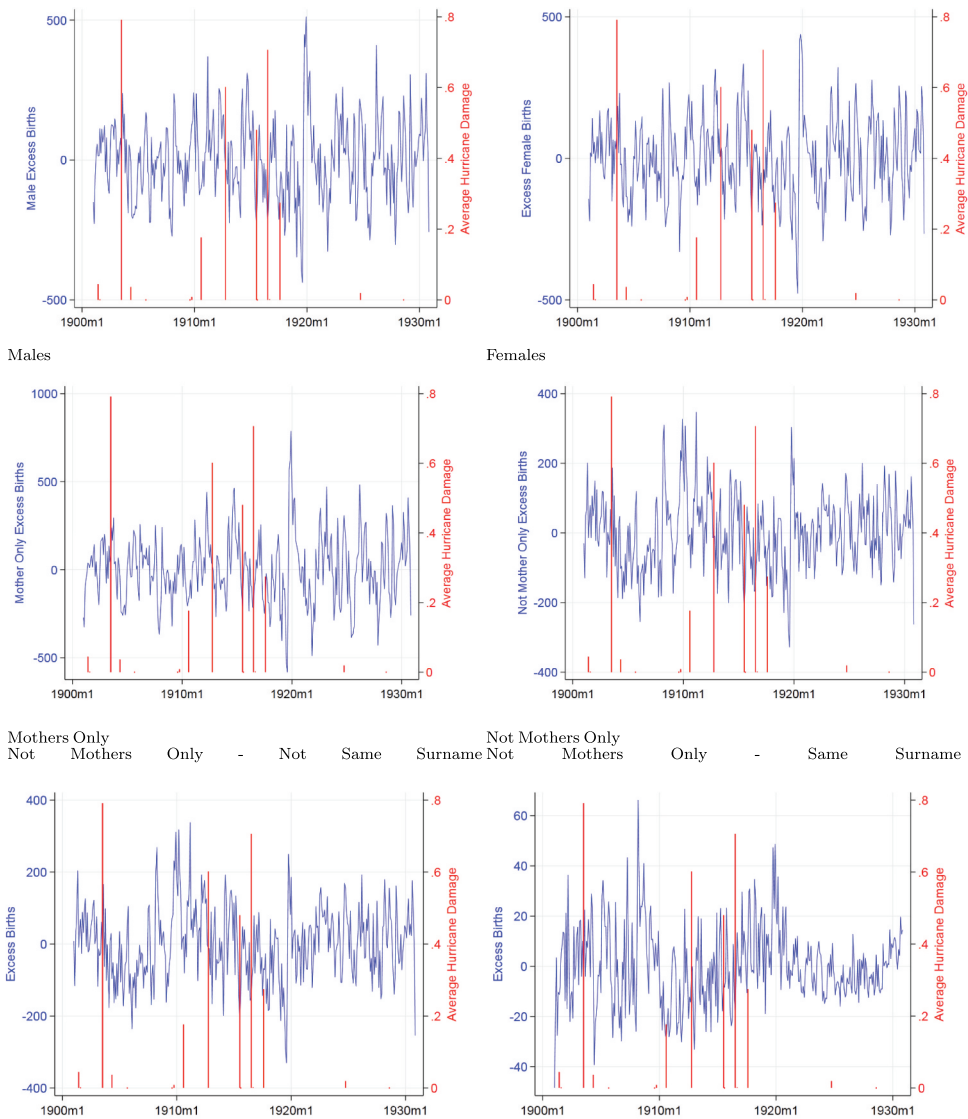 500
0
-500
Male Excess Births
.8
.6
.4
.2
0
Average Hurricane Damage
1900m1 1910m1 1920m1 1930m1
500
0
-500
Excess Female Births
.8
.6
.4
.2
0
Average Hurricane Damage
1900m1 1910m1 1920m1 1930m1
Males Females
1000
500
0
-500
Mother Only Excess Births
.8
.6
.4
.2
0
Average Hurricane Damage
1900m1 1910m1 1920m1 1930m1
400
200
0
-200
-400
Not Mother Only Excess Births
.8
.6
.4
.2
0
Average Hurricane Damage
1900m1 1910m1 1920m1 1930m1
Mothers Only Not Mothers Only
Not Mothers Only - Not Same Surname Not Mothers Only - Same Surname
400
200
0
-200
-400
Excess Births
.8
.6
.4
.2
0
Average Hurricane Damage
1900m1 1910m1 1920m1 1930m1
60
40
20
0
-20
-40
Excess Births
.8
.6
.4
.2
0
Average Hurricane Damage
1900m1 1910m1 1920m1 1930m1